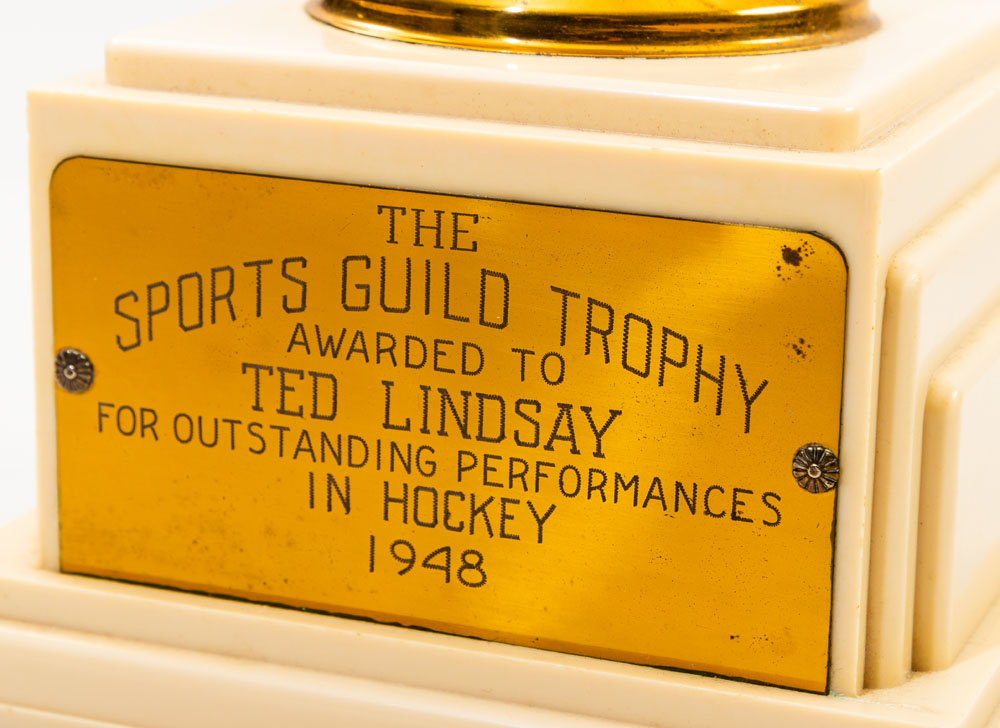 THE
SPORTS GUILD TROPHY
AWARDED TO
TED LINDSAY
FOR OUTSTANDING PERFORMANCES
IN HOCKEY
1948